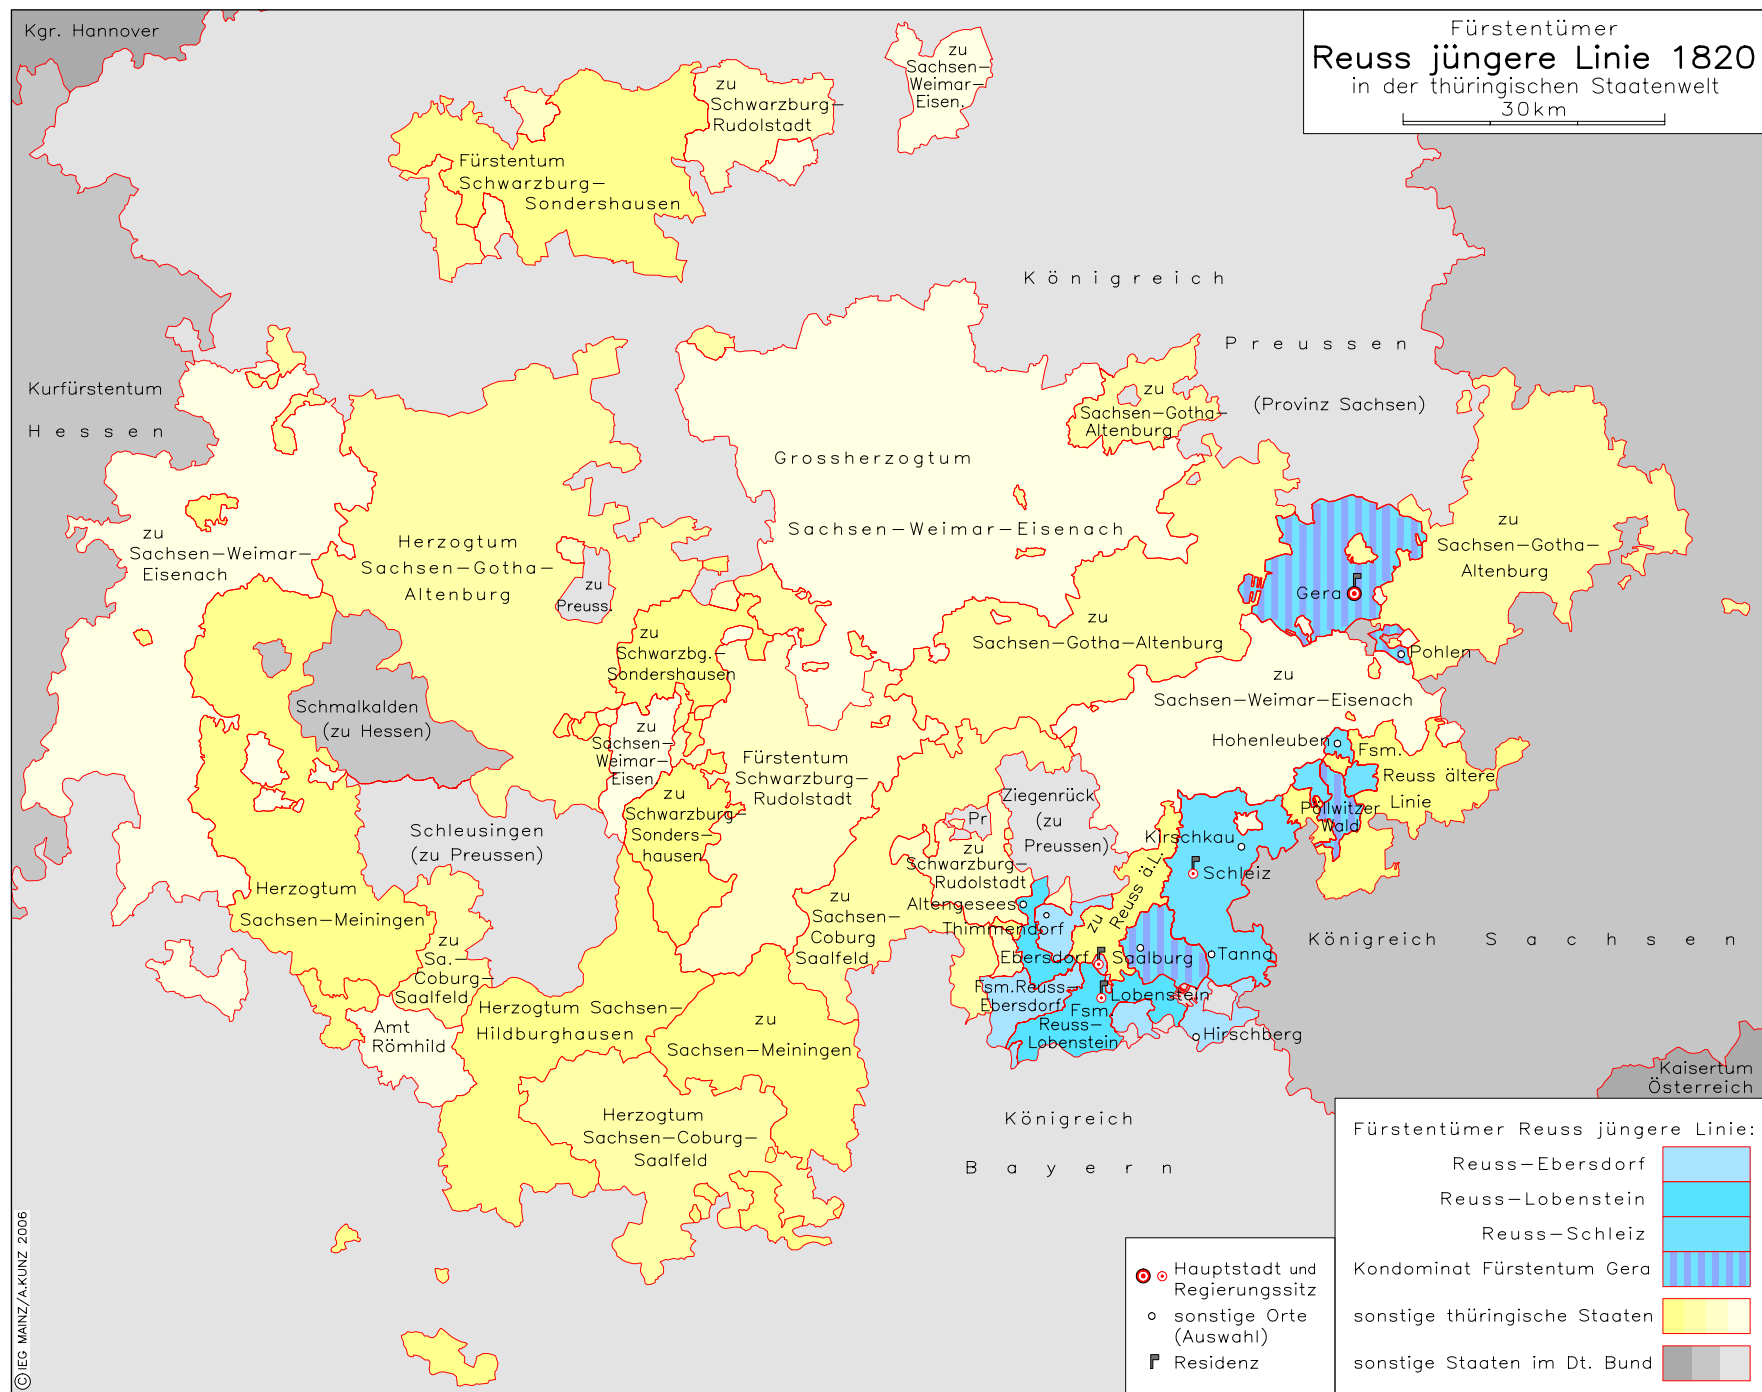 Kgr. Hannover
Fürstentümer
Reuss jüngere Linie 1820
in der thüringischen Staatenwelt
30km
zu
Sachsen-
Weimar-
Eisen.
zu
Schwarzburg-
Rudolstadt
Fürstentum
Schwarzburg-
Sondershausen
Königreich
Preussen
(Provinz Sachsen)
Kurfürstentum
Hessen
zu
Sachsen-Gotha-
Altenburg
Grossherzogtum
Sachsen-Weimar-Eisenach
zu
Sachsen-Weimar-
Eisenach
Herzogtum
Sachsen-Gotha-
Altenburg
zu
Preuss.
zu
Sachsen-Gotha-
Altenburg
Gera
Pohlen
zu
Sachsen-Gotha-Altenburg
zu
Schwarzbg.-
Sondershausen
zu
Sachsen-Weimar-Eisenach
Schmalkalden
(zu Hessen)
zu
Sachsen-
Weimar-
Eisen.
Hohenleuben
Fsm.
Reuss ältere
Linie
Pöllwitzer
Wald
Fürstentum
Schwarzburg-
Rudolstadt
zu
Schwarzburg-
Sonders-
hausen
Ziegenrück
(zu
Preussen)
Pr
zu
Schwarzburg-
Rudolstadt
Schleusingen
(zu Preussen)
Kirschkau
Schleiz
zu
Reuss ä.L.
Herzogtum
Sachsen-Meiningen
zu
Sachsen-
Coburg
Saalfeld
Altengesees
Thimmendorf
Ebersdorf
Saalburg
Tanna
Königreich Sachsen
zu
Sa.-
Coburg-
Saalfeld
Fsm.Reuss-
Ebersdorf
Lobenstein
Fsm.
Reuss-
Lobenstein
Hirschberg
Herzogtum Sachsen-
Hildburghausen
Amt
Römhild
zu
Sachsen-Meiningen
Kaisertum
Österreich
Herzogtum
Sachsen-Coburg-
Saalfeld
Königreich
Bayern
Fürstentümer Reuss jüngere Linie:
Reuss-Ebersdorf
Reuss-Lobenstein
Reuss-Schleiz
Kondominat Fürstentum Gera
sonstige thüringische Staaten
sonstige Staaten im Dt. Bund
Hauptstadt und
Regierungssitz
sonstige Orte
(Auswahl)
Residenz
© IEG MAINZ/A.KUNZ 2006